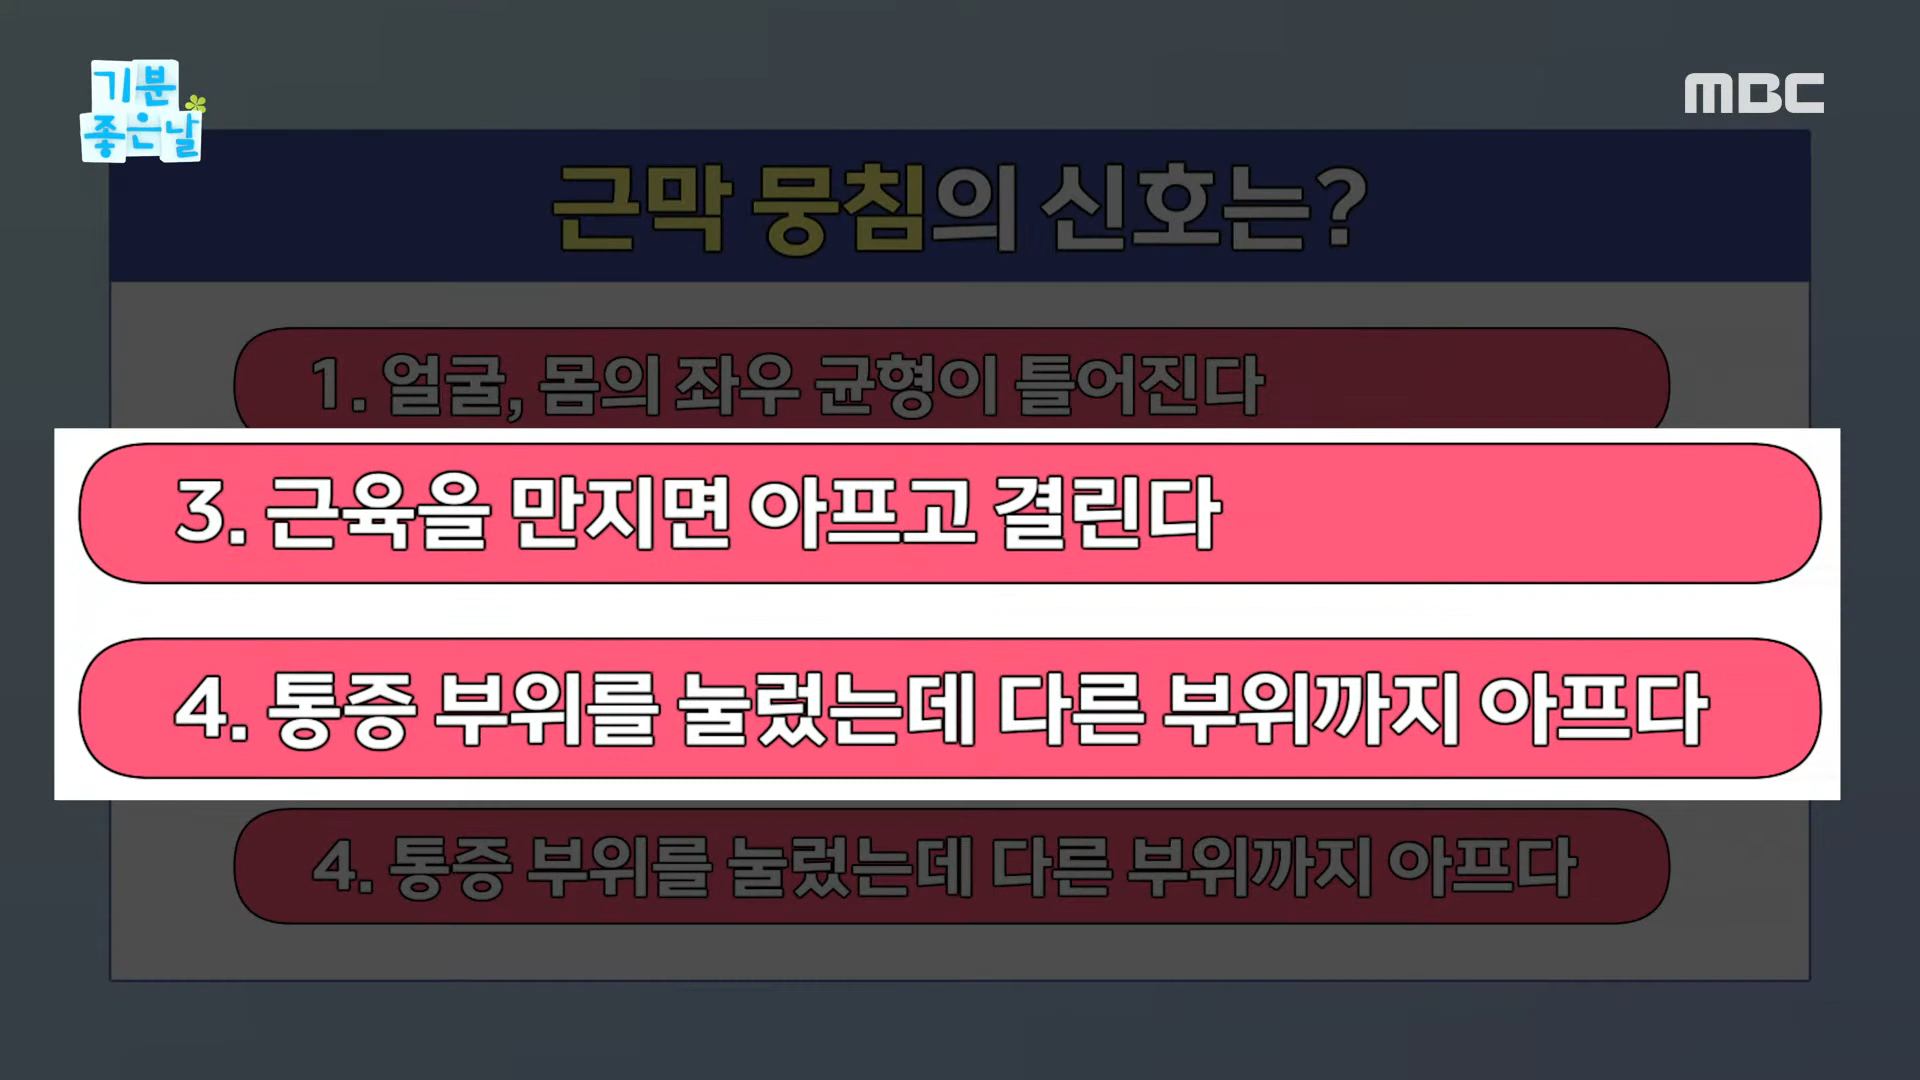 기분
좋은날
MBC
근막 뭉침의 신호는?
1. 얼굴, 몸의 좌우 균형이 틀어진다
3. 근육을 만지면 아프고 결린다
4. 통증 부위를 눌렀는데 다른 부위까지 아프다
4. 통증 부위를 눌렀는데 다른 부위까지 아프다